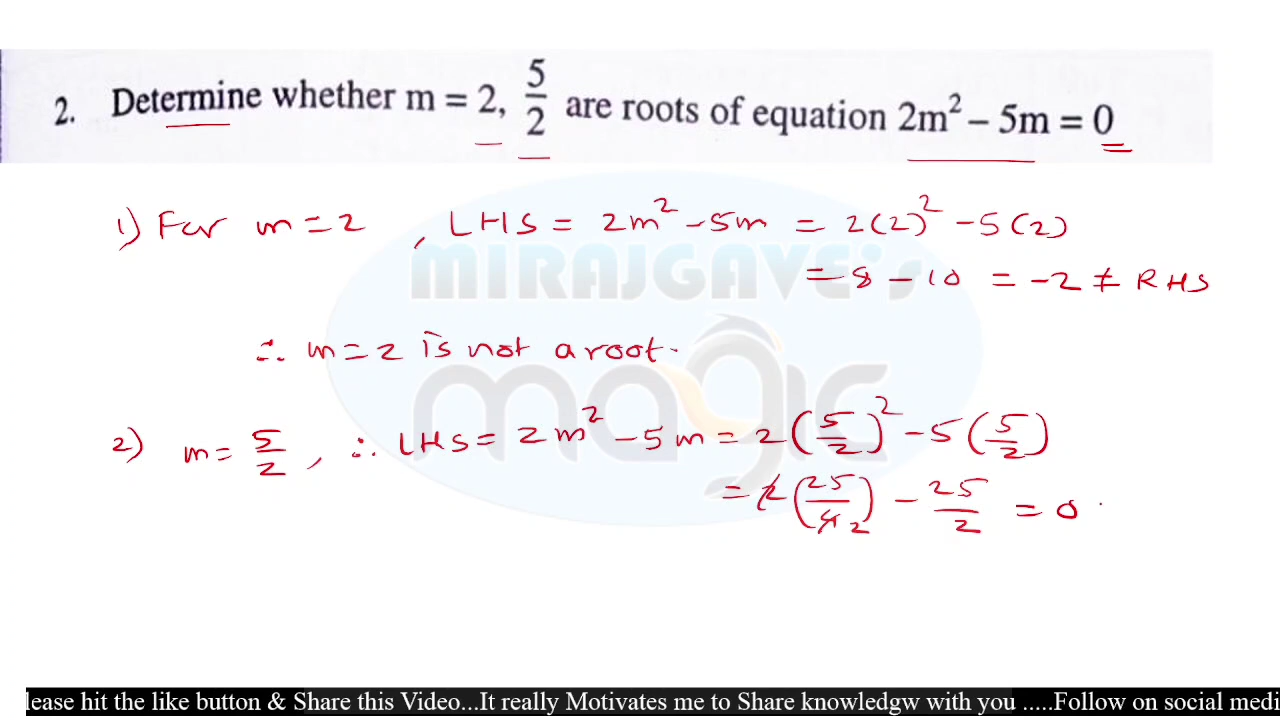 2. Determine whether m = 2, 5/2 are roots of equation 2m² – 5m = 0
1) For m = 2 , LHS = 2m² - 5m = 2(2)² - 5(2)
= 8 - 10 = -2 ≠ RHS
MIRAJGAVE's
∴ m = 2 is not a root.
magic
2) m = 5/2 , ∴ LHS = 2m² - 5m = 2(5/2)² - 5(5/2)
= 2(25/4 2) - 25/2 = 0
lease hit the like button & Share this Video...It really Motivates me to Share knowledgw with you .....Follow on social medi